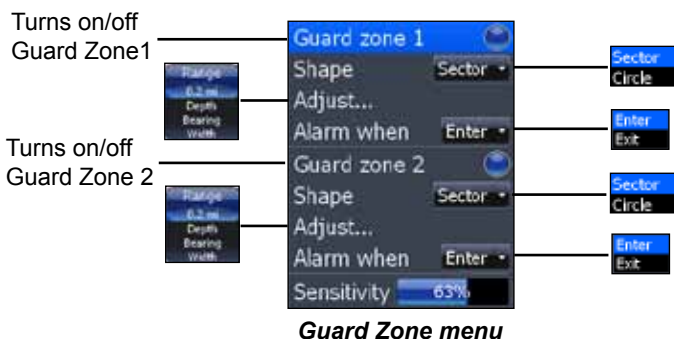 Turns on/off
Guard Zone1
Guard zone 1
Shape Sector
Sector
Circle
Range
0.2 mi
Depth
Bearing
Width
Adjust...
Alarm when Enter
Enter
Exit
Turns on/off
Guard Zone 2
Guard zone 2
Shape Sector
Sector
Circle
Range
0.2 mi
Depth
Bearing
Width
Adjust...
Alarm when Enter
Enter
Exit
Sensitivity 63%
Guard Zone menu